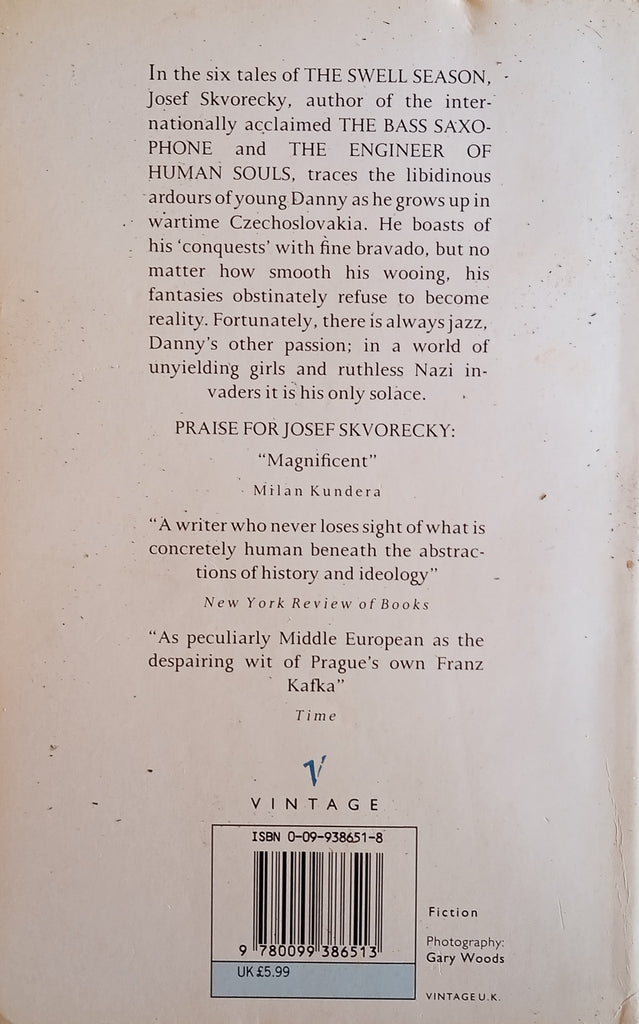 In the six tales of THE SWELL SEASON,
Josef Skvorecky, author of the inter-
nationally acclaimed THE BASS SAXO-
PHONE and THE ENGINEER OF
HUMAN SOULS, traces the libidinous
ardours of young Danny as he grows up in
wartime Czechoslovakia. He boasts of
his ‘conquests’ with fine bravado, but no
matter how smooth his wooing, his
fantasies obstinately refuse to become
reality. Fortunately, there is always jazz,
Danny’s other passion; in a world of
unyielding girls and ruthless Nazi in-
vaders it is his only solace.
PRAISE FOR JOSEF SKVORECKY:
“Magnificent”
Milan Kundera
“A writer who never loses sight of what is
concretely human beneath the abstrac-
tions of history and ideology”
New York Review of Books
“As peculiarly Middle European as the
despairing wit of Prague’s own Franz
Kafka”
Time
V
VINTAGE
ISBN 0-09-938651-8
9 780099 386513
UK £5.99
Fiction
Photography:
Gary Woods
VINTAGE U.K.